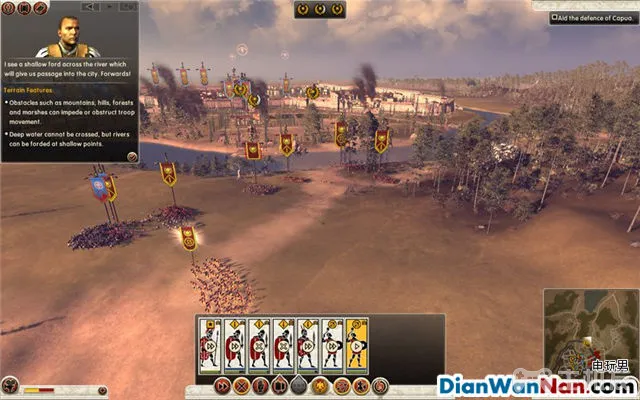 I see a shallow ford across the river which
will give us passage into the city. Forwards!
Terrain Features
Obstacles such as mountains, hills, forests
and marshes can impede or obstruct troop
movement.
Deep water cannot be crossed, but rivers
can be forded at shallow points.
Aid the defence of Capua.
电玩男
DianWanNan.com